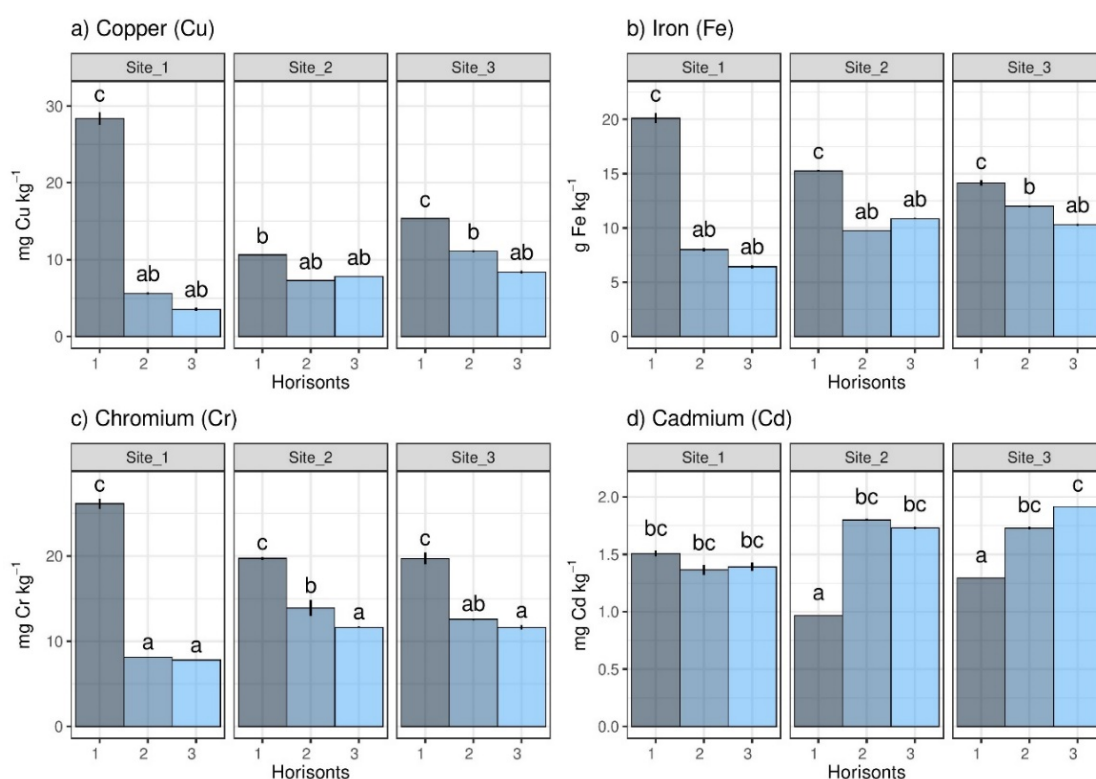 a) Copper (Cu)
Site_1 Site_2 Site_3
mg Cu kg⁻¹
30
20
10
0
c ab ab
b ab ab
c b ab
1 2 3 1 2 3 1 2 3
Horisonts
b) Iron (Fe)
Site_1 Site_2 Site_3
g Fe kg⁻¹
20
15
10
5
0
c ab ab
c ab ab
c b ab
1 2 3 1 2 3 1 2 3
Horisonts
c) Chromium (Cr)
Site_1 Site_2 Site_3
mg Cr kg⁻¹
20
10
0
c a a
c b a
c ab a
1 2 3 1 2 3 1 2 3
Horisonts
d) Cadmium (Cd)
Site_1 Site_2 Site_3
mg Cd kg⁻¹
2.0
1.5
1.0
0.5
0.0
bc bc bc
a bc bc
a bc c
1 2 3 1 2 3 1 2 3
Horisonts